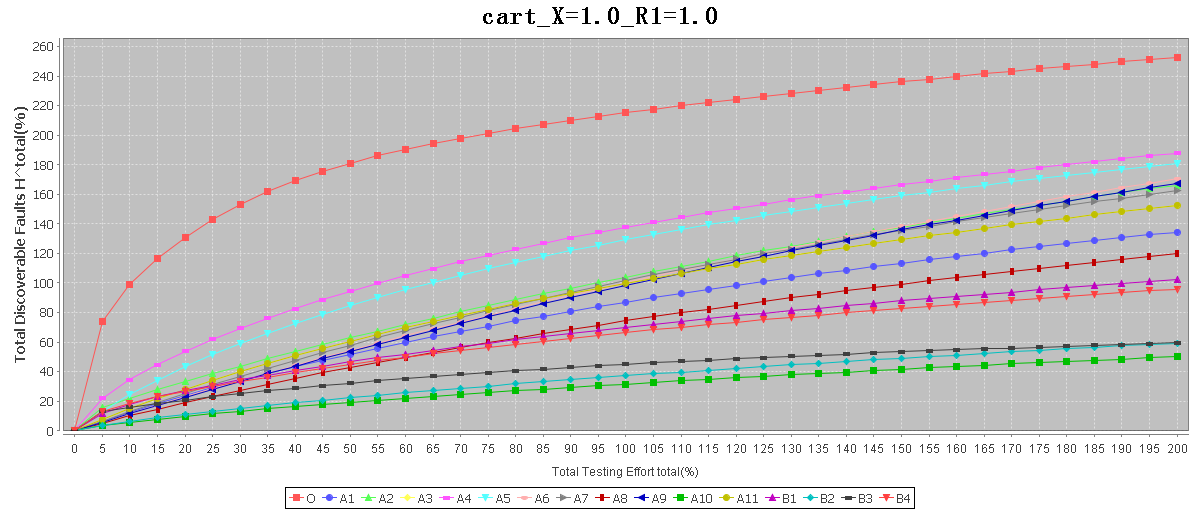 cart_X=1.0_R1=1.0
Total Discoverable Faults H^total(%)
260
240
220
200
180
160
140
120
100
80
60
40
20
0
0 5 10 15 20 25 30 35 40 45 50 55 60 65 70 75 80 85 90 95 100 105 110 115 120 125 130 135 140 145 150 155 160 165 170 175 180 185 190 195 200
Total Testing Effort total(%)
O A1 A2 A3 A4 A5 A6 A7 A8 A9 A10 A11 B1 B2 B3 B4